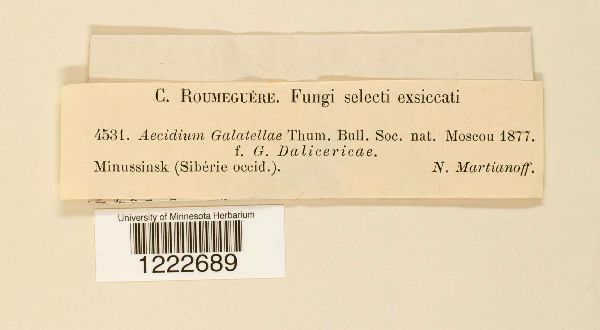 C. ROUMEGUÈRE. Fungi selecti exsiccati
4531. Aecidium Galatellae Thum. Bull. Soc. nat. Moscou 1877.
f. G. Dalicericae.
Minussinsk (Sibérie occid.). N. Martianoff.
University of Minnesota Herbarium
1222689